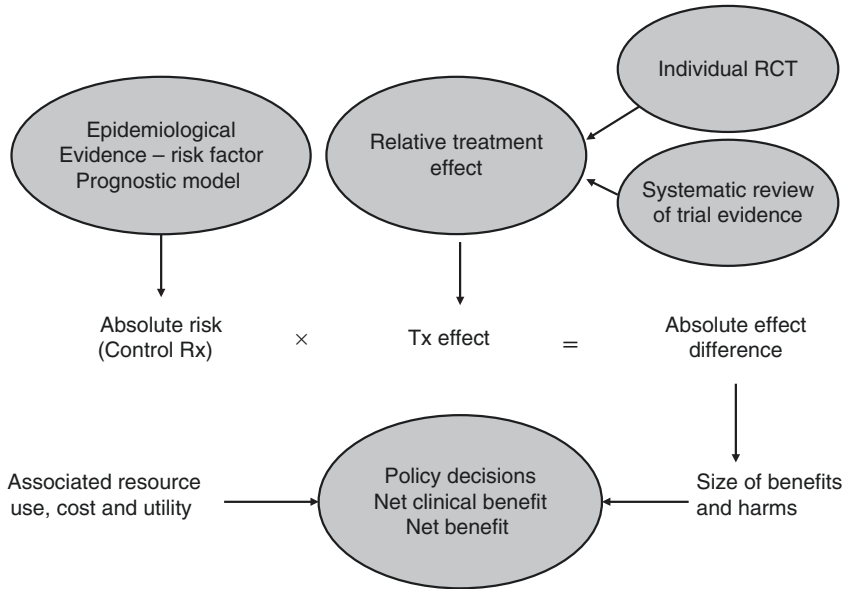 Individual RCT
Epidemiological
Evidence – risk factor
Prognostic model
Relative treatment
effect
Systematic review
of trial evidence
Absolute risk
(Control Rx)
×
Tx effect
=
Absolute effect
difference
Associated resource
use, cost and utility
Policy decisions
Net clinical benefit
Net benefit
Size of benefits
and harms